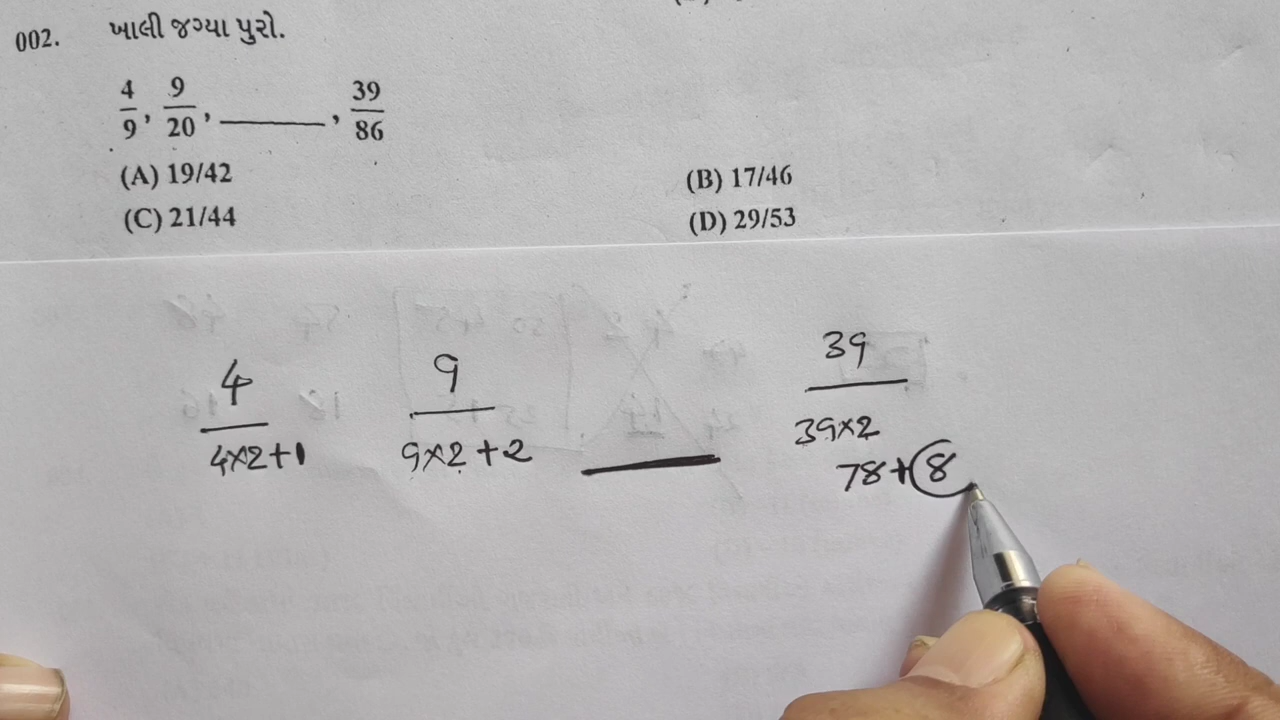 002. ખાલી જગ્યા પુરો.
4/9, 9/20, ______, 39/86
(A) 19/42 (B) 17/46
(C) 21/44 (D) 29/53
4 9 39
4×2+1 9×2+2 39×2
78+8